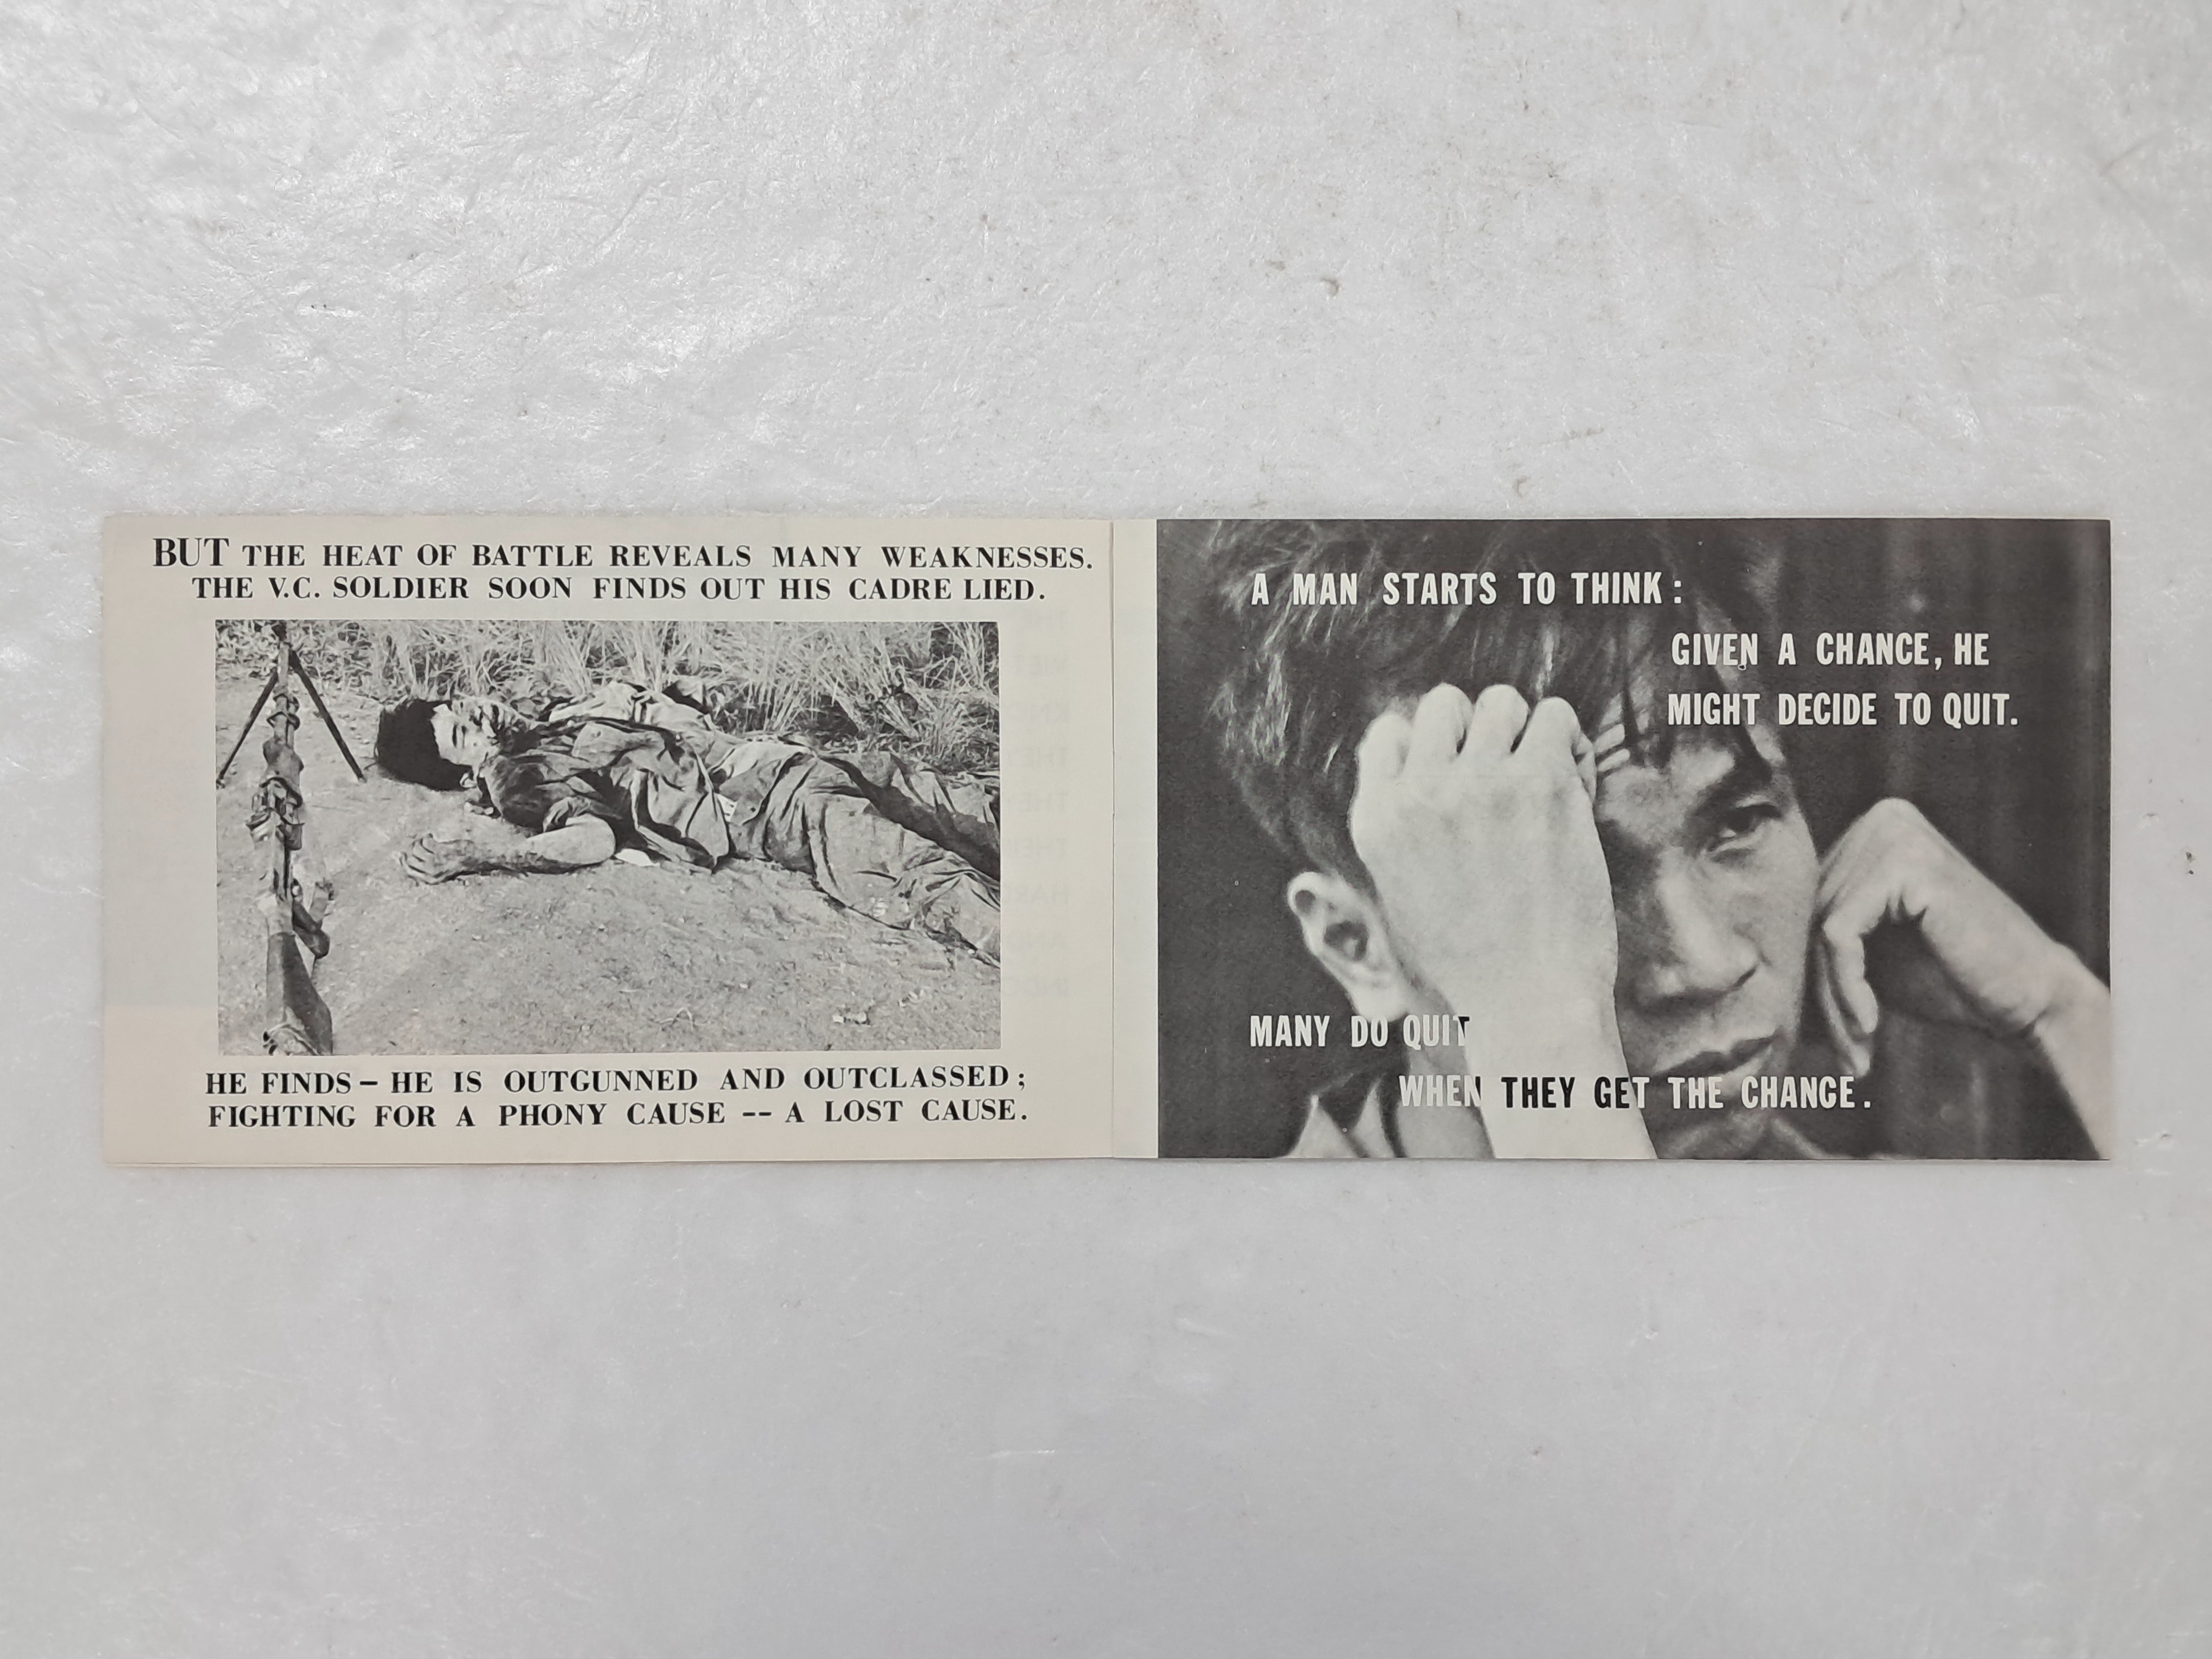 BUT THE HEAT OF BATTLE REVEALS MANY WEAKNESSES.
THE V.C. SOLDIER SOON FINDS OUT HIS CADRE LIED.
HE FINDS – HE IS OUTGUNNED AND OUTCLASSED;
FIGHTING FOR A PHONY CAUSE -- A LOST CAUSE.
A MAN STARTS TO THINK:
GIVEN A CHANCE, HE
MIGHT DECIDE TO QUIT.
MANY DO QUIT
WHEN THEY GET THE CHANCE.